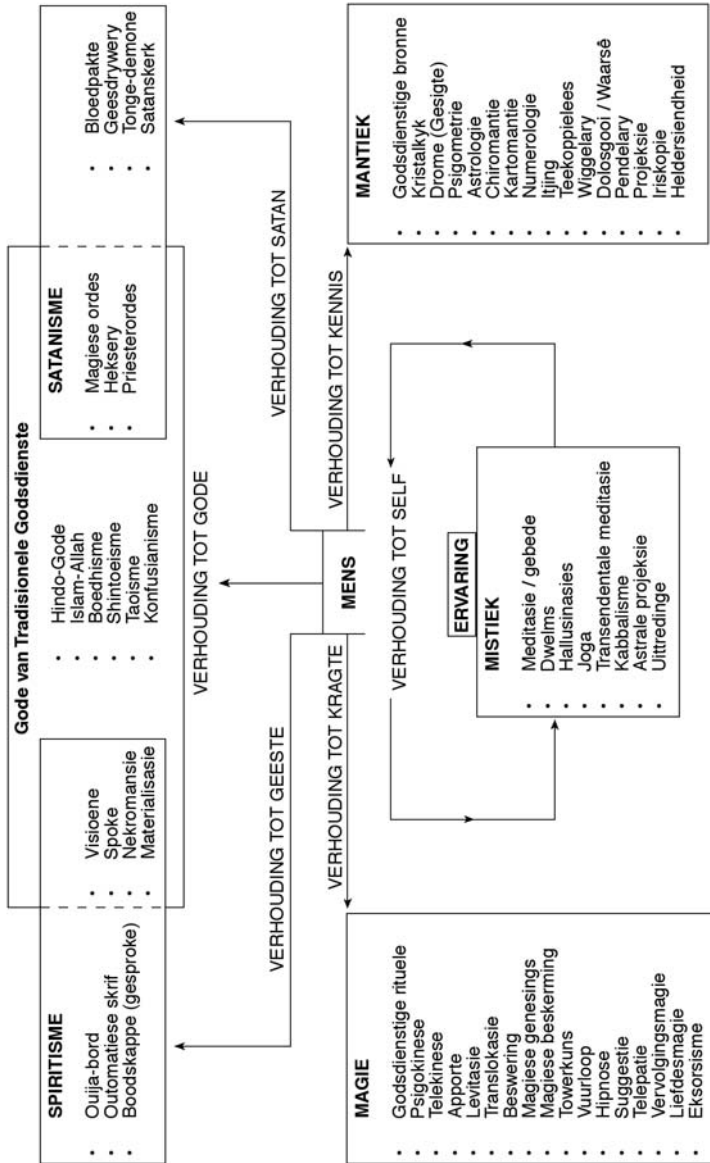 Gode van Tradisionele Godsdienste
SPIRITISME
• Ouija-bord
• Outomatiese skrif
• Boodskappe (gesproke)
• Visioene
• Spoke
• Nekromansie
• Materialisasie
• Hindo-Gode
• Islam-Allah
• Boedhisme
• Shintoeisme
• Taoisme
• Konfusianisme
SATANISME
• Magiese ordes
• Heksery
• Priesterordes
• Bloedpakte
• Geesdrywery
• Tonge-demone
• Satanskerk
VERHOUDING TOT GODE
VERHOUDING TOT GEESTE
VERHOUDING TOT SATAN
MENS
VERHOUDING TOT KRAGTE
VERHOUDING TOT KENNIS
VERHOUDING TOT SELF
MAGIE
• Godsdienstige rituele
• Psigokinese
• Telekinese
• Apporte
• Levitasie
• Translokasie
• Beswering
• Magiese genesings
• Magiese beskerming
• Towerkuns
• Vuurloop
• Hipnose
• Suggestie
• Telepatie
• Vervolgingsmagie
• Liefdesmagie
• Eksorsisme
ERVARING
MISTIEK
• Meditasie / gebede
• Dwelms
• Hallusinasies
• Joga
• Transendentale meditasie
• Kabbalisme
• Astrale projeksie
• Uittredinge
MANTIEK
• Godsdienstige bronne
• Kristalkyk
• Drome (Gesigte)
• Psigometrie
• Astrologie
• Chiromantie
• Kartomantie
• Numerologie
• Itjing
• Teekoppielees
• Wiggelary
• Dolosgooi / Waarsê
• Pendelary
• Projeksie
• Iriskopie
• Heldersiendheid